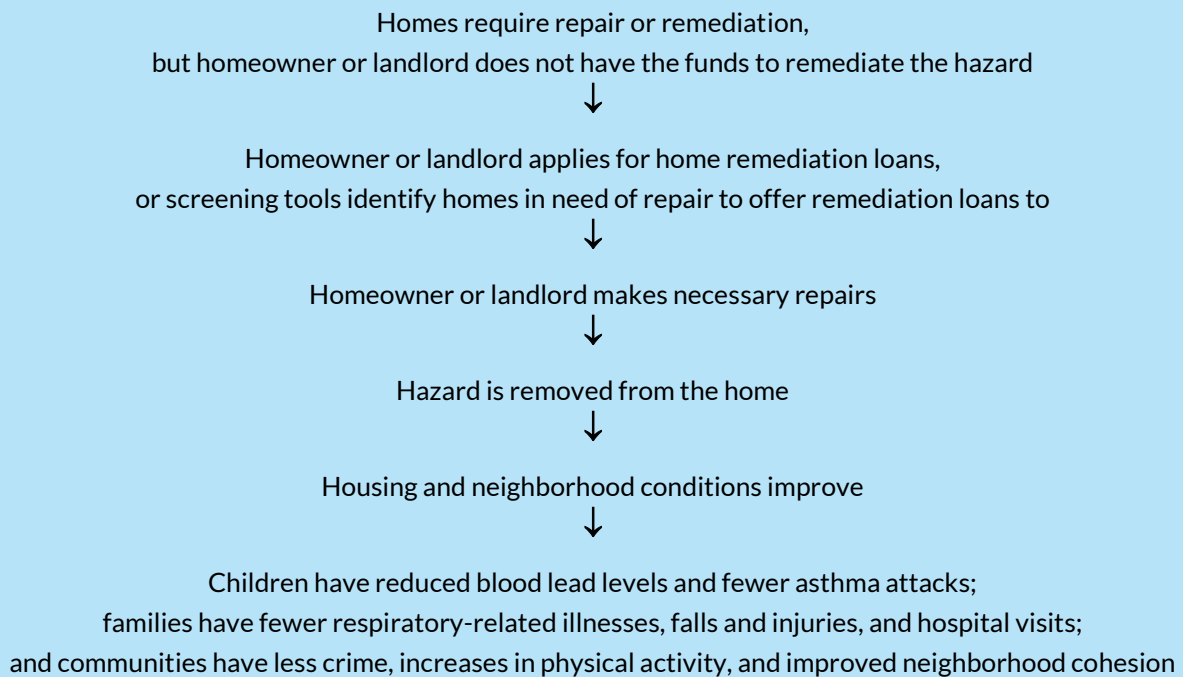 Homes require repair or remediation,
but homeowner or landlord does not have the funds to remediate the hazard
↓
Homeowner or landlord applies for home remediation loans,
or screening tools identify homes in need of repair to offer remediation loans to
↓
Homeowner or landlord makes necessary repairs
↓
Hazard is removed from the home
↓
Housing and neighborhood conditions improve
↓
Children have reduced blood lead levels and fewer asthma attacks;
families have fewer respiratory-related illnesses, falls and injuries, and hospital visits;
and communities have less crime, increases in physical activity, and improved neighborhood cohesion